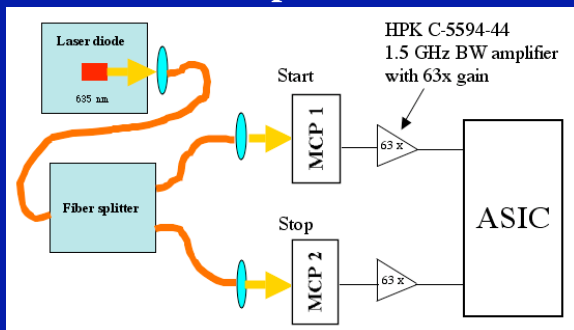 Laser diode
635 nm
Fiber splitter
Start
MCP 1
Stop
MCP 2
HPK C-5594-44
1.5 GHz BW amplifier
with 63x gain
63 x
63 x
ASIC